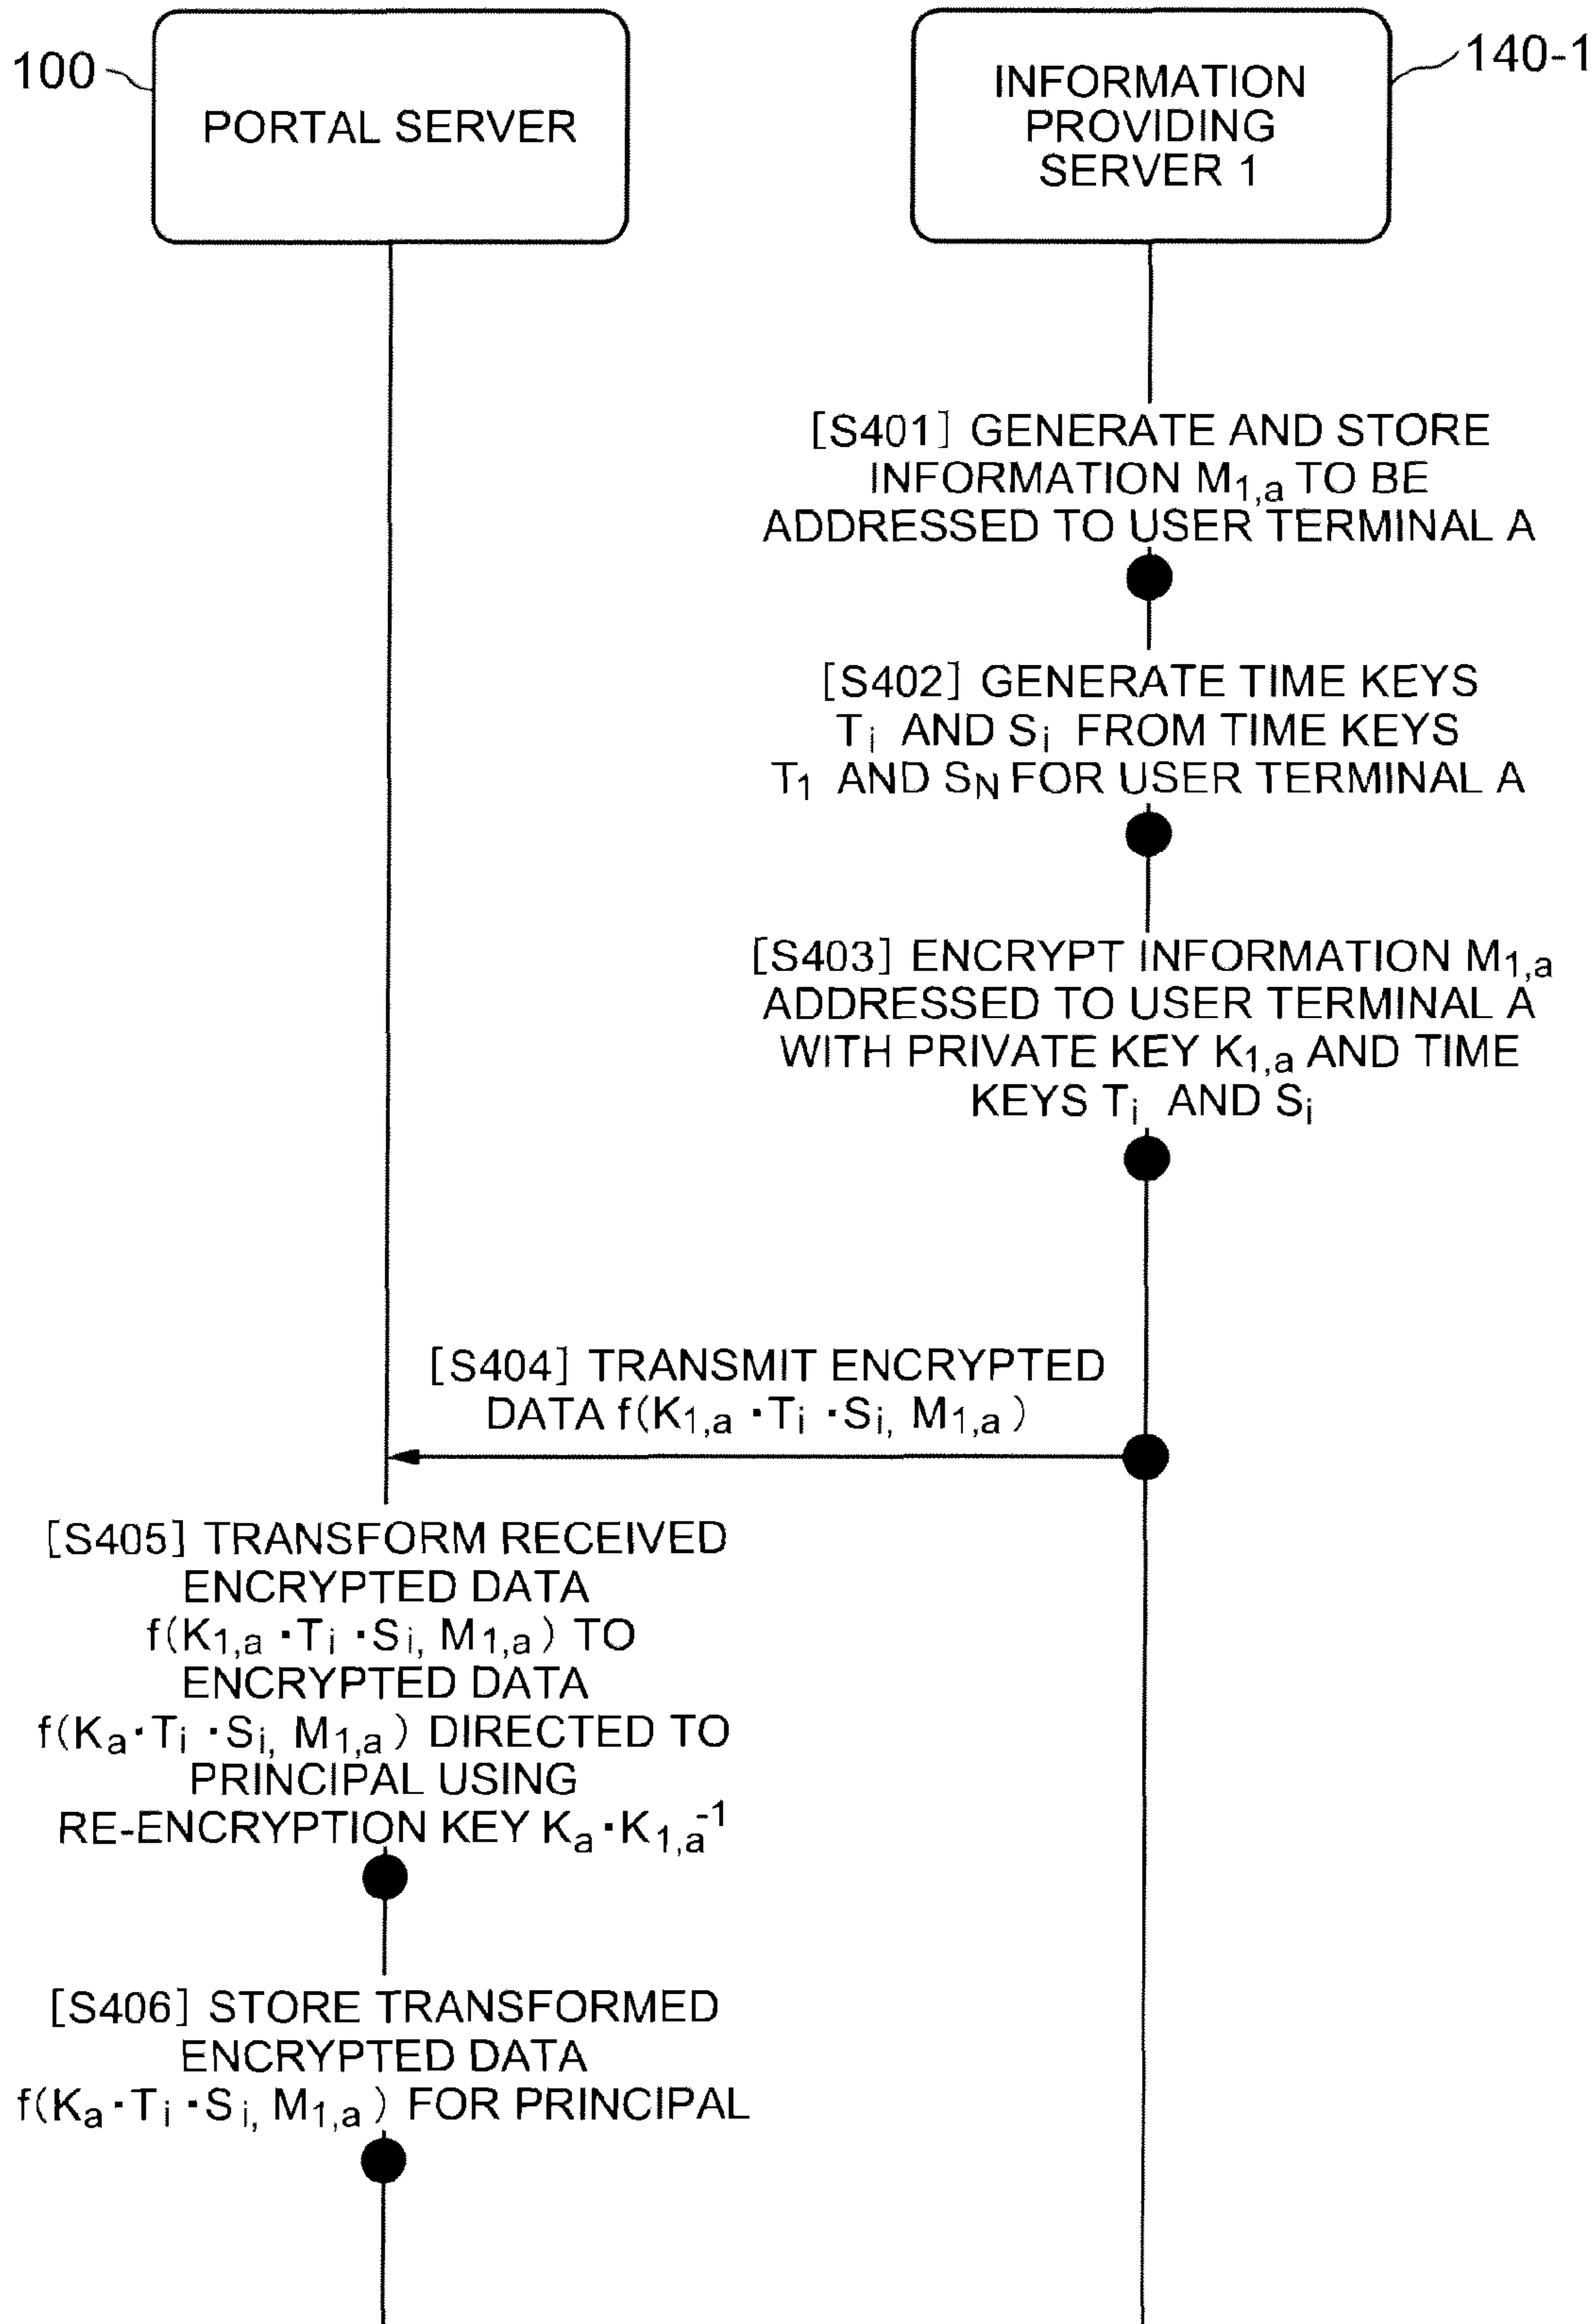 100
PORTAL SERVER
INFORMATION
PROVIDING
SERVER 1
140-1
[S401] GENERATE AND STORE
INFORMATION M1,a TO BE
ADDRESSED TO USER TERMINAL A
[S402] GENERATE TIME KEYS
Ti AND Si FROM TIME KEYS
T1 AND SN FOR USER TERMINAL A
[S403] ENCRYPT INFORMATION M1,a
ADDRESSED TO USER TERMINAL A
WITH PRIVATE KEY K1,a AND TIME
KEYS Ti AND Si
[S404] TRANSMIT ENCRYPTED
DATA f(K1,a ·Ti ·Si, M1,a)
[S405] TRANSFORM RECEIVED
ENCRYPTED DATA
f(K1,a ·Ti ·Si, M1,a) TO
ENCRYPTED DATA
f(Ka·Ti ·Si, M1,a) DIRECTED TO
PRINCIPAL USING
RE-ENCRYPTION KEY Ka·K1,a-1
[S406] STORE TRANSFORMED
ENCRYPTED DATA
f(Ka·Ti ·Si, M1,a) FOR PRINCIPAL